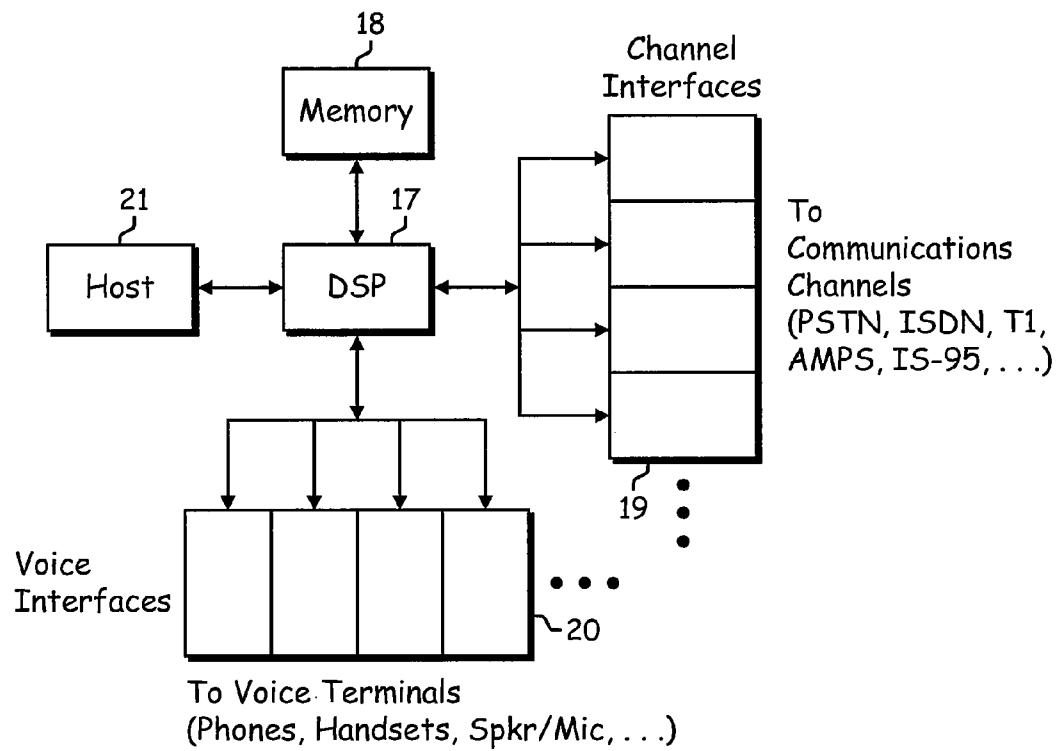 18
Memory
Channel
Interfaces
21
Host
17
DSP
To
Communications
Channels
(PSTN, ISDN, T1,
AMPS, IS-95, . . .)
19
Voice
Interfaces
20
To Voice Terminals
(Phones, Handsets, Spkr/Mic, . . .)